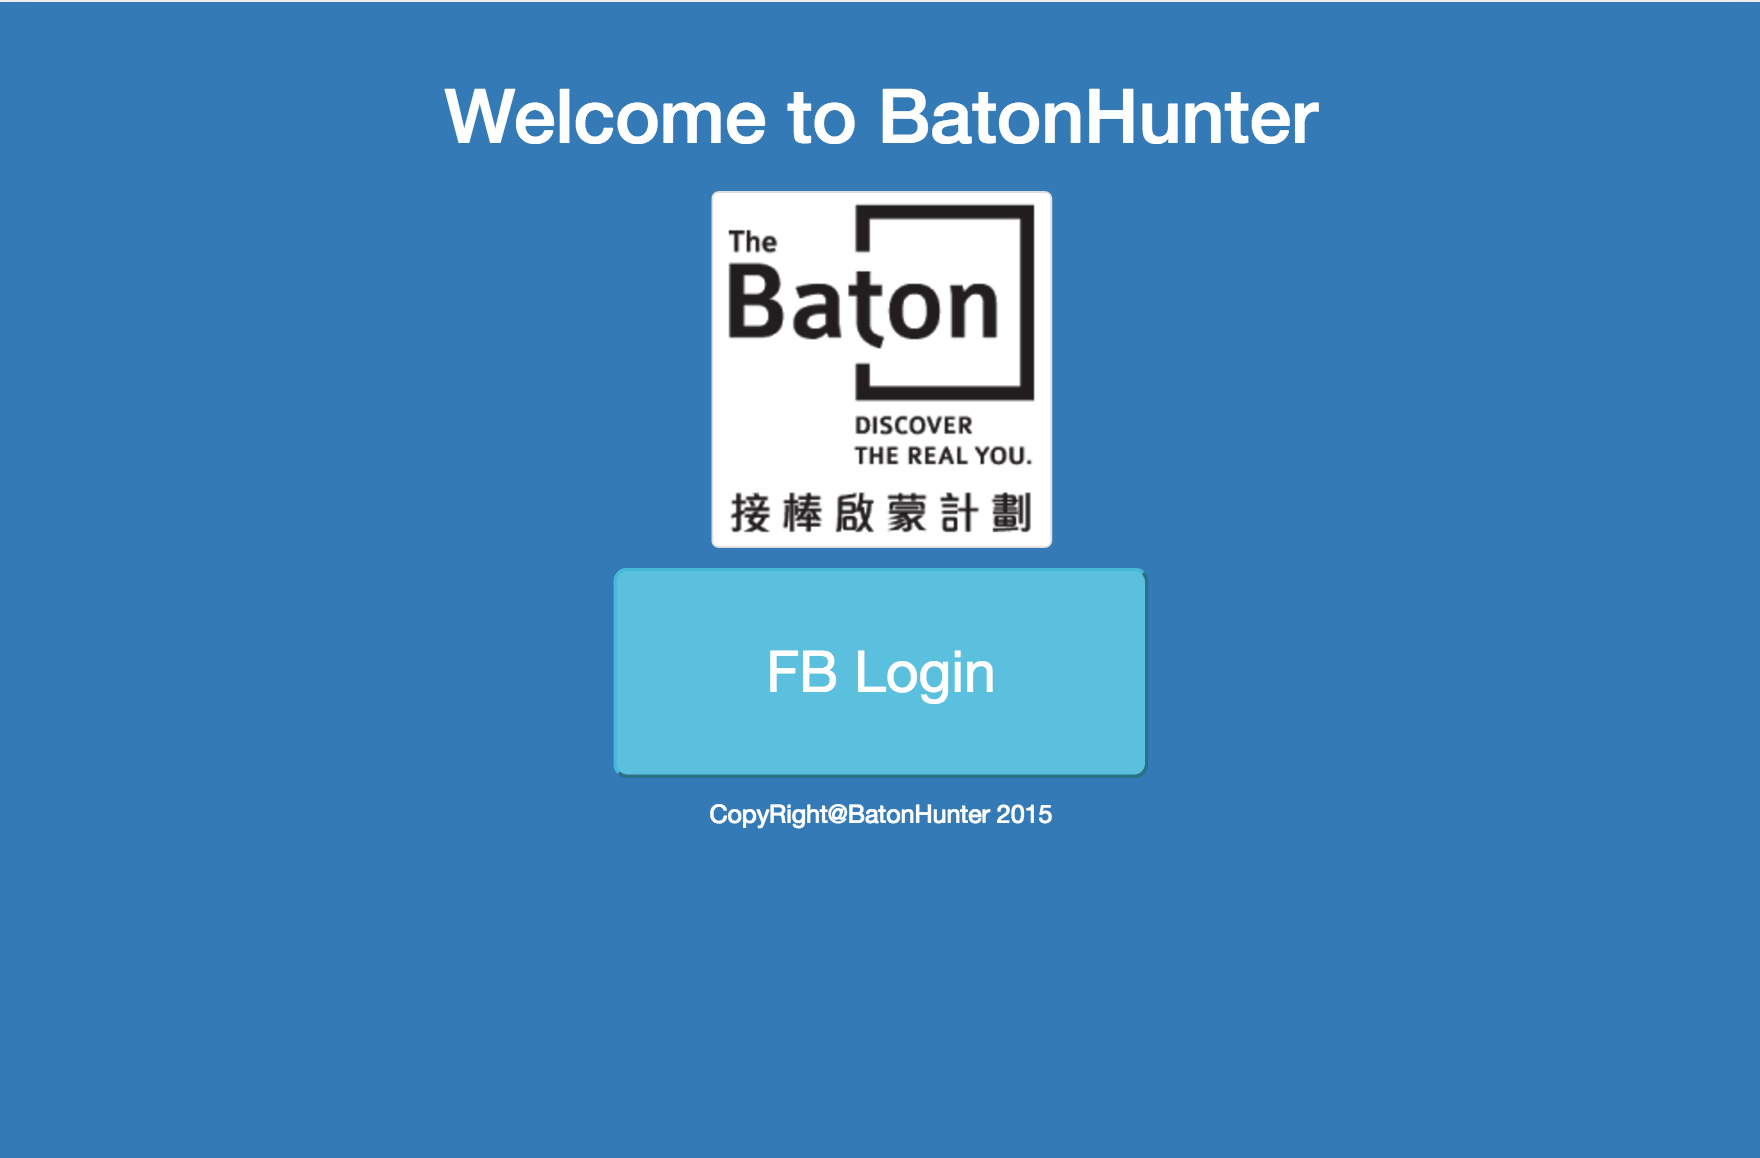 Welcome to BatonHunter
The
Baton
DISCOVER
THE REAL YOU.
接棒啟蒙計劃
FB Login
CopyRight@BatonHunter 2015